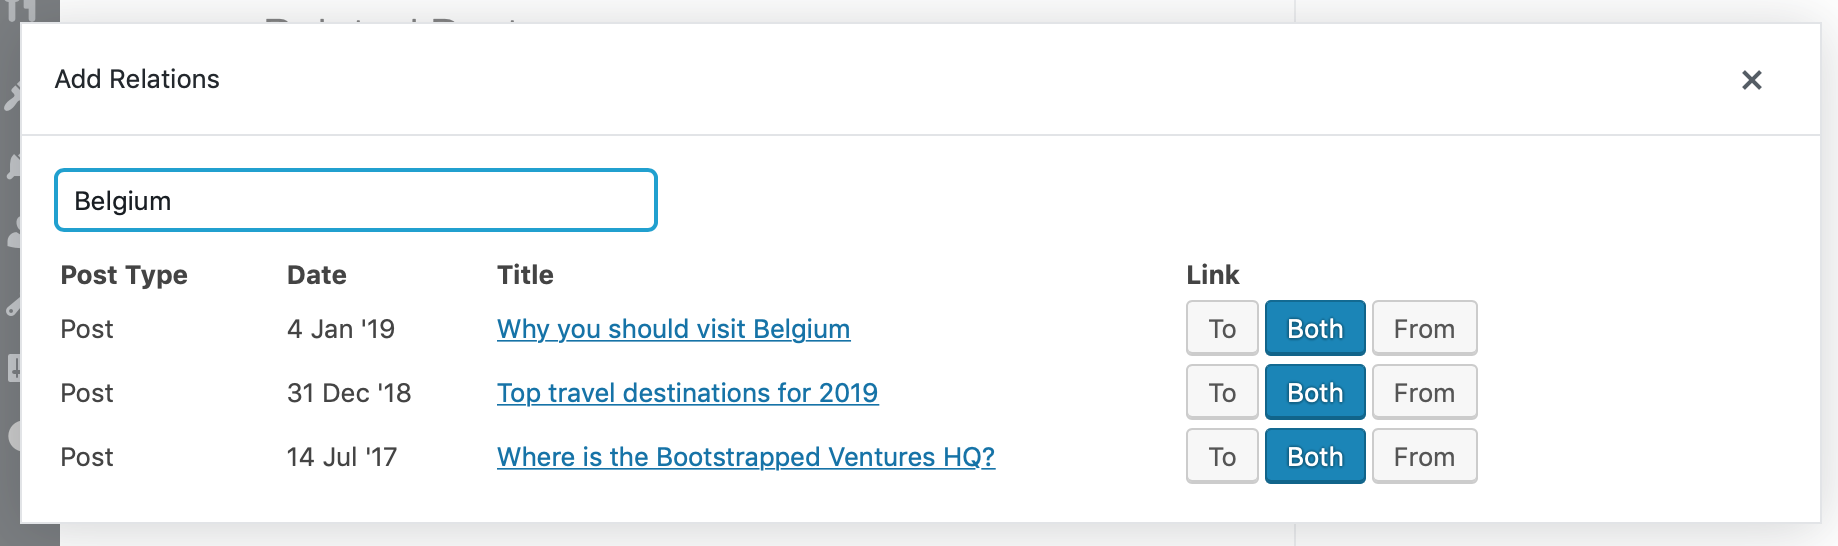 Add Relations
Belgium
Post Type Date Title Link
Post 4 Jan '19 Why you should visit Belgium To Both From
Post 31 Dec '18 Top travel destinations for 2019 To Both From
Post 14 Jul '17 Where is the Bootstrapped Ventures HQ? To Both From